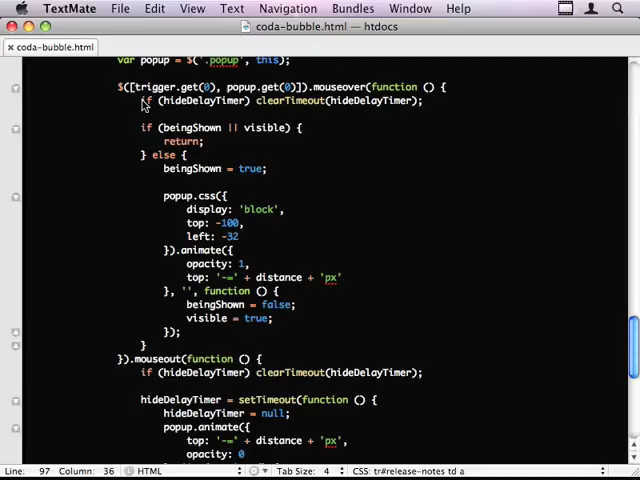 TextMate File Edit View Text Navigation Bundles Window Help
coda-bubble.html — htdocs
× coda-bubble.html
var popup = $('.popup', this);
$([trigger.get(0), popup.get(0)]).mouseover(function () {
if (hideDelayTimer) clearTimeout(hideDelayTimer);
if (beingShown || visible) {
return;
} else {
beingShown = true;
popup.css({
display: 'block',
top: -100,
left: -32
}).animate({
opacity: 1,
top: '-=' + distance + 'px'
}, '', function () {
beingShown = false;
visible = true;
});
}
}).mouseout(function () {
if (hideDelayTimer) clearTimeout(hideDelayTimer);
hideDelayTimer = setTimeout(function () {
hideDelayTimer = null;
popup.animate({
top: '-=' + distance + 'px',
opacity: 0
Line: 97 Column: 36 HTML Tab Size: 4 CSS: tr#release-notes td a